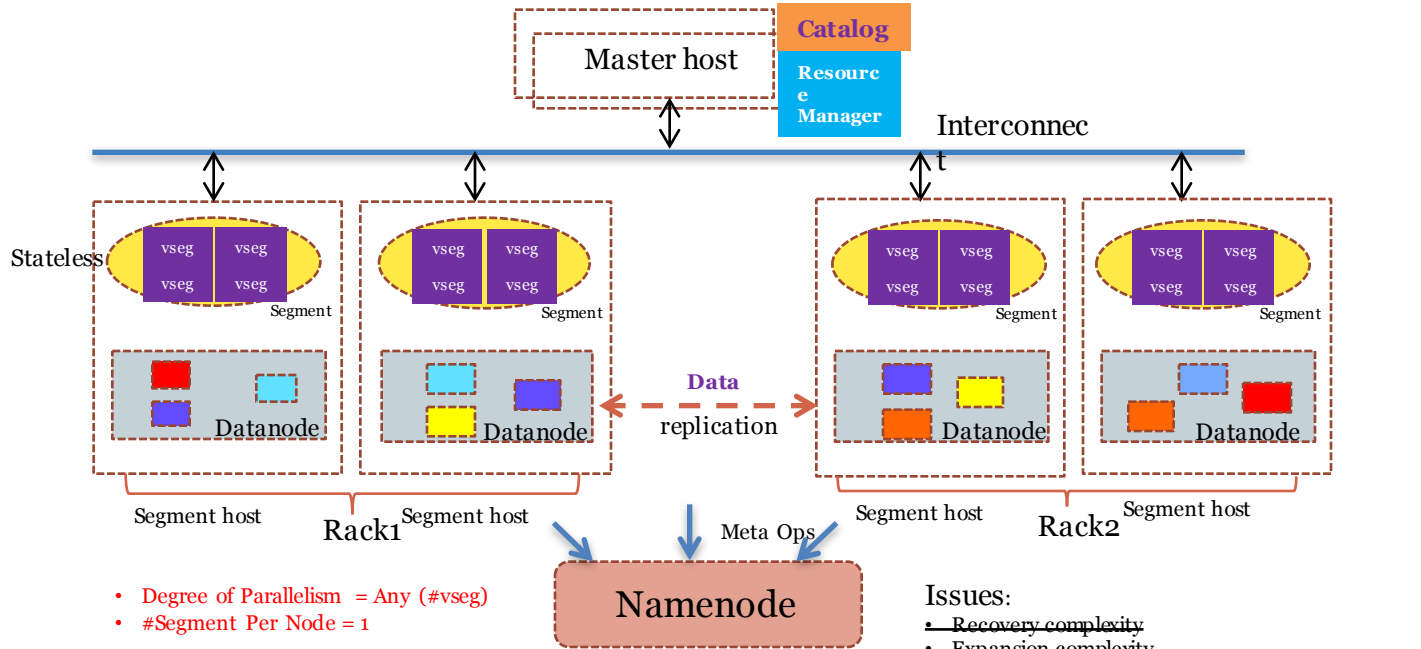 Catalog
Master host
Resourc
e
Manager
Interconnec
t
Stateless
vseg vseg
vseg vseg
Segment
vseg vseg
vseg vseg
Segment
vseg vseg
vseg vseg
Segment
vseg vseg
vseg vseg
Segment
Datanode
Datanode
Data
replication
Datanode
Datanode
Segment host
Rack1
Segment host
Meta Ops
Segment host
Rack2
Segment host
Namenode
• Degree of Parallelism = Any (#vseg)
• #Segment Per Node = 1
Issues:
• Recovery complexity
• Expansion complexity